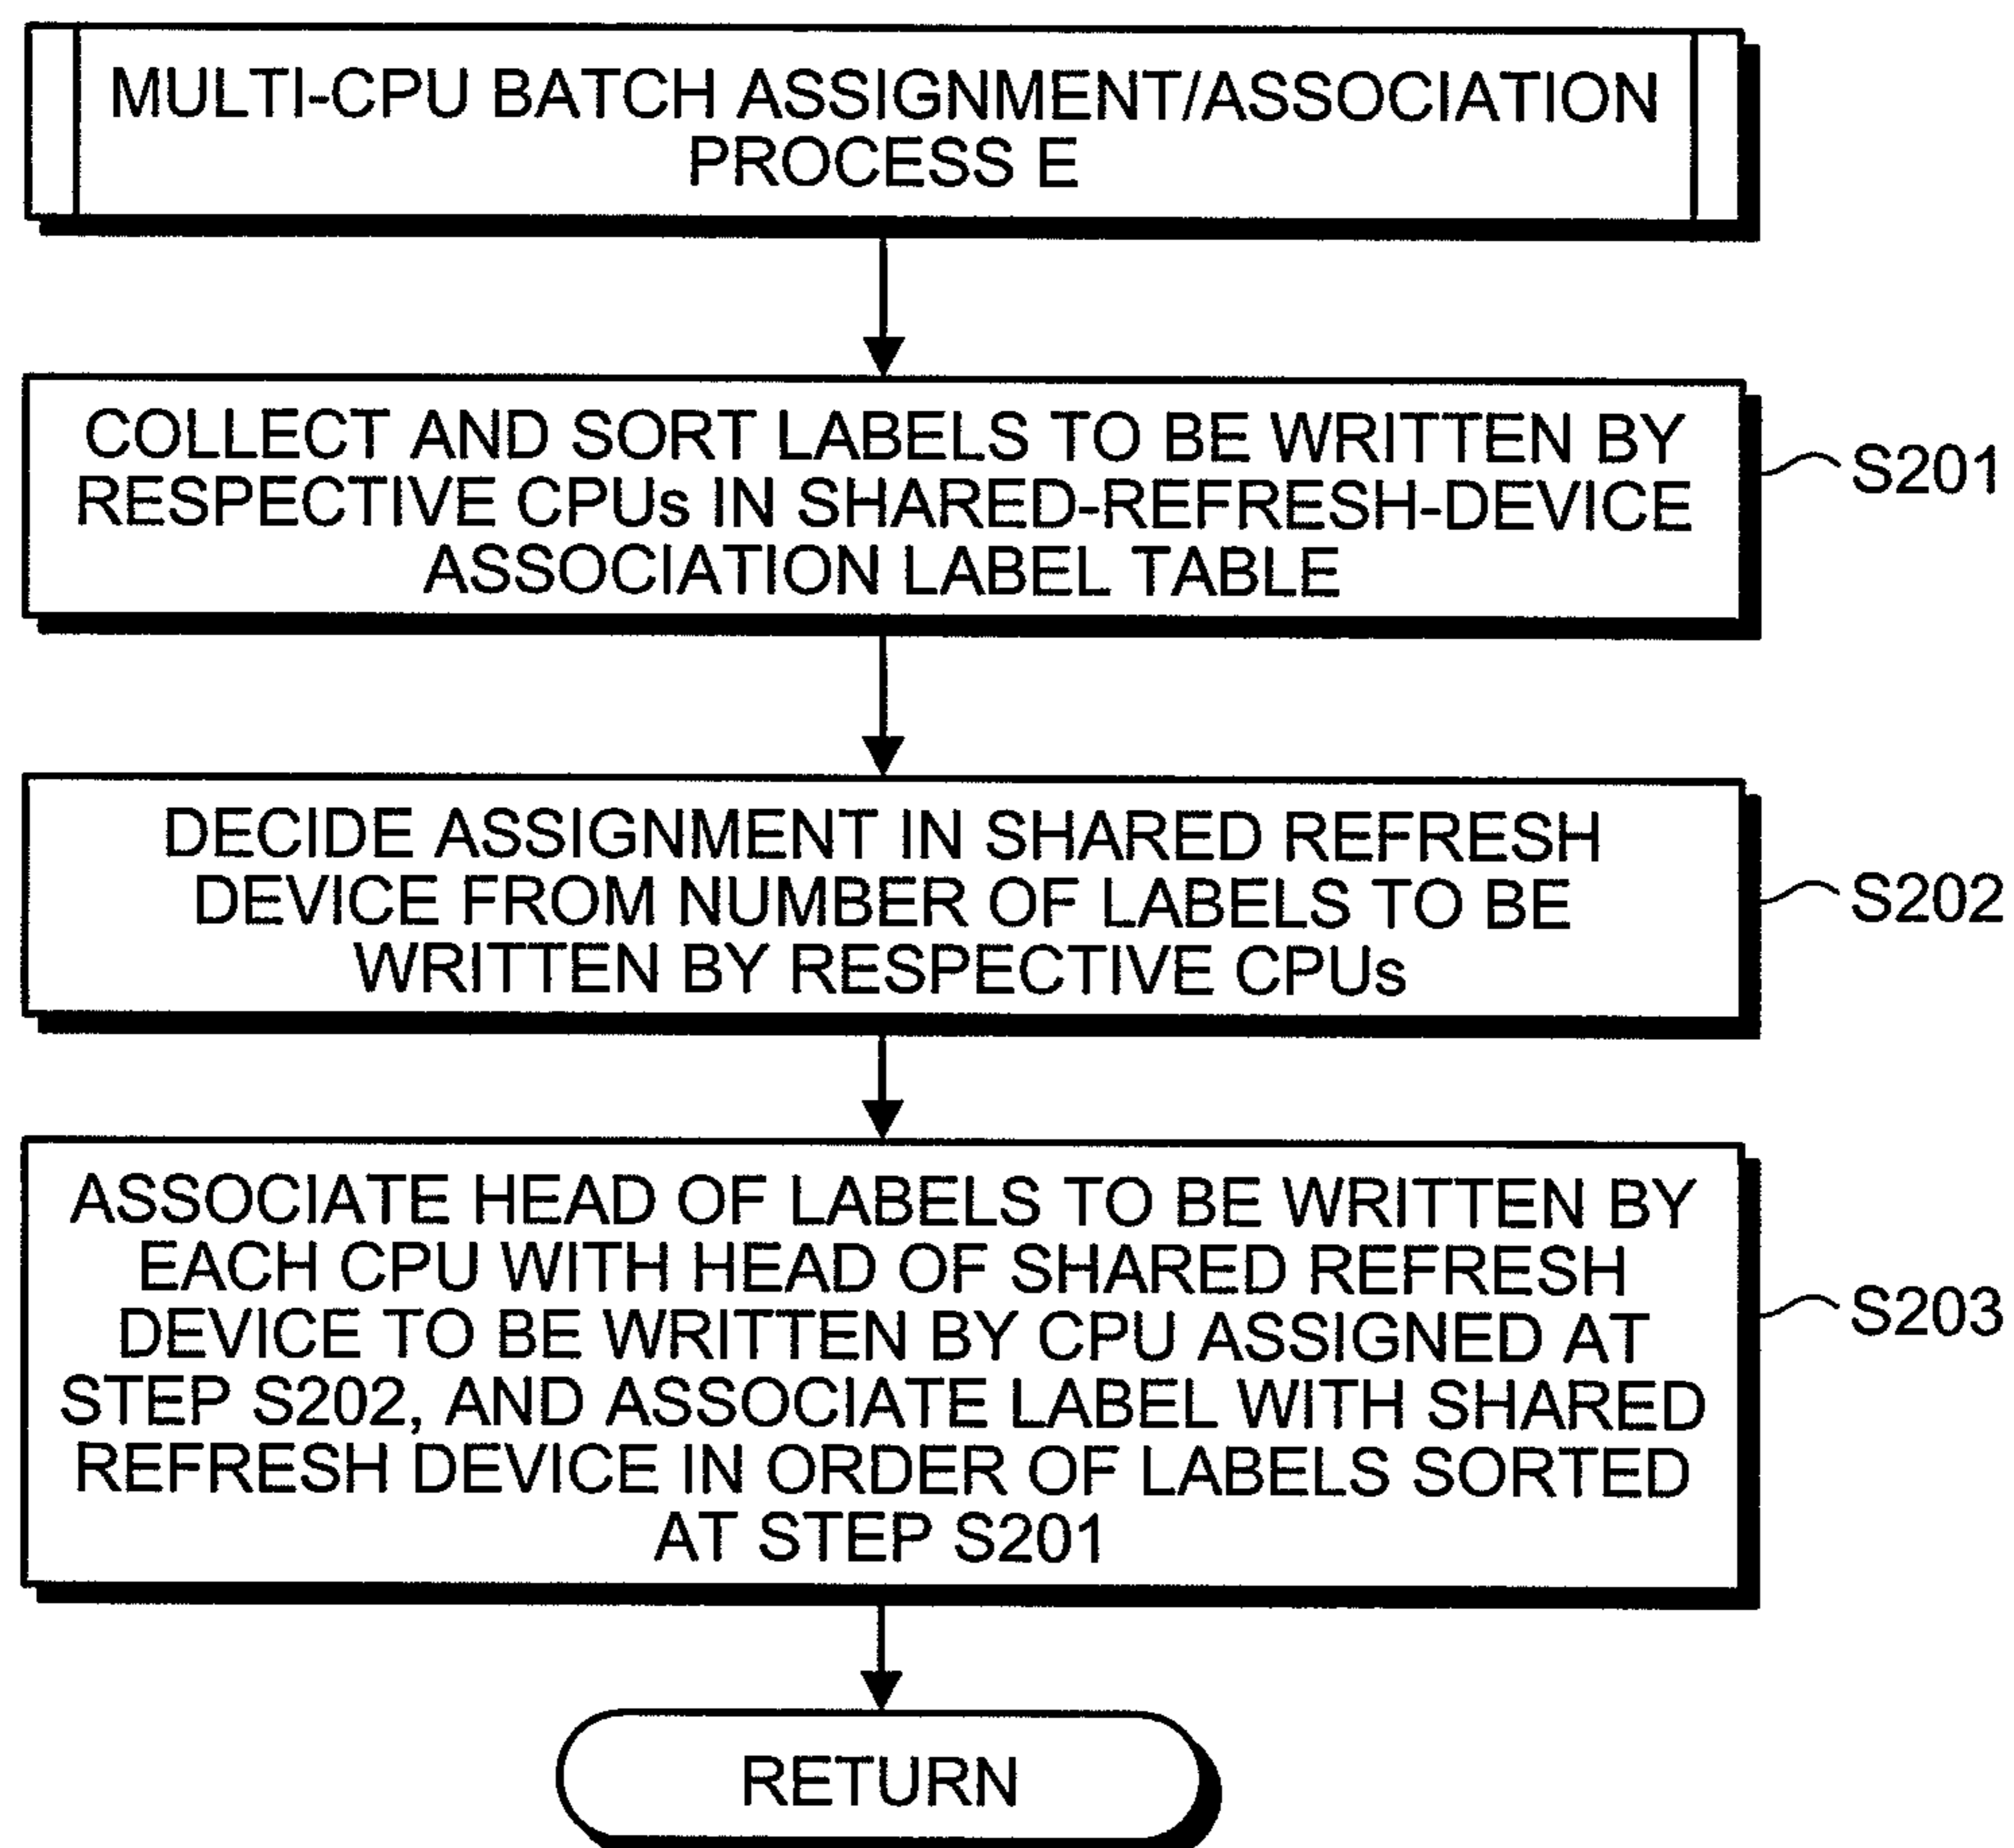 MULTI-CPU BATCH ASSIGNMENT/ASSOCIATION
PROCESS E
COLLECT AND SORT LABELS TO BE WRITTEN BY
RESPECTIVE CPUs IN SHARED-REFRESH-DEVICE
ASSOCIATION LABEL TABLE
S201
DECIDE ASSIGNMENT IN SHARED REFRESH
DEVICE FROM NUMBER OF LABELS TO BE
WRITTEN BY RESPECTIVE CPUs
S202
ASSOCIATE HEAD OF LABELS TO BE WRITTEN BY
EACH CPU WITH HEAD OF SHARED REFRESH
DEVICE TO BE WRITTEN BY CPU ASSIGNED AT
STEP S202, AND ASSOCIATE LABEL WITH SHARED
REFRESH DEVICE IN ORDER OF LABELS SORTED
AT STEP S201
S203
RETURN